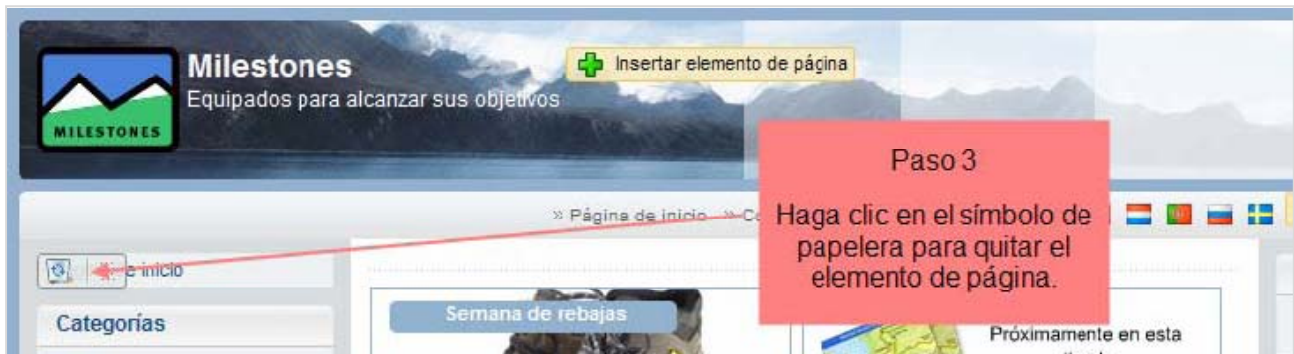 Milestones
Equipados para alcanzar sus objetivos
MILESTONES
Insertar elemento de página
Paso 3
Haga clic en el símbolo de
papelera para quitar el
elemento de página.
» Página de inicio »
e inicio
Categorías
Semana de rebajas
Próximamente en esta